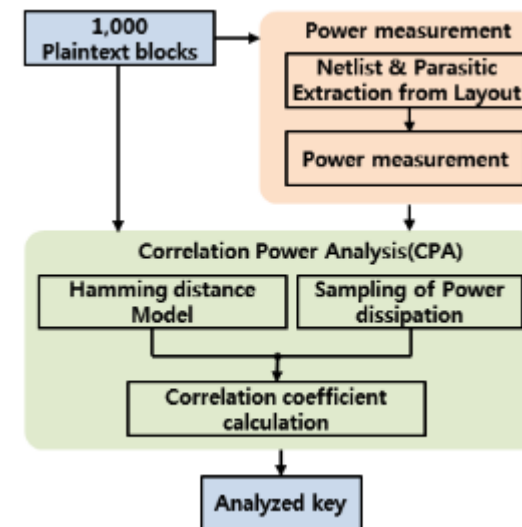 1,000
Plaintext blocks
Power measurement
Netlist & Parasitic
Extraction from Layout
Power measurement
Correlation Power Analysis(CPA)
Hamming distance
Model
Sampling of Power
dissipation
Correlation coefficient
calculation
Analyzed key